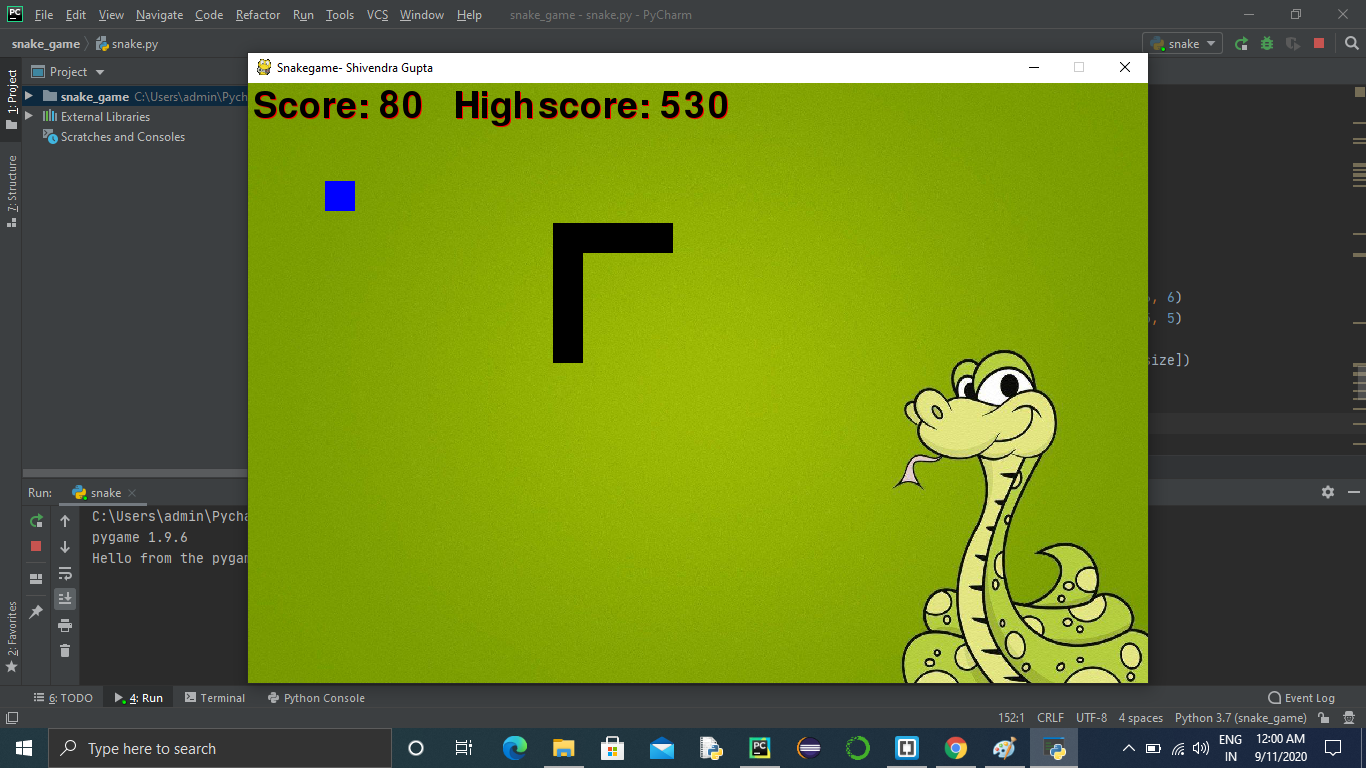 File Edit View Navigate Code Refactor Run Tools VCS Window Help snake_game - snake.py - PyCharm
snake_game snake.py snake
1: Project
Project
Snakegame- Shivendra Gupta
snake_game C:\Users\admin\Pych
Score: 80 Highscore: 530
External Libraries
Scratches and Consoles
7: Structure
, 6)
, 5)
size])
Run: snake
C:\Users\admin\Pycha
pygame 1.9.6
Hello from the pygam
2: Favorites
6: TODO 4: Run Terminal Python Console Event Log
152:1 CRLF UTF-8 4 spaces Python 3.7 (snake_game)
Type here to search
ENG 12:00 AM
IN 9/11/2020